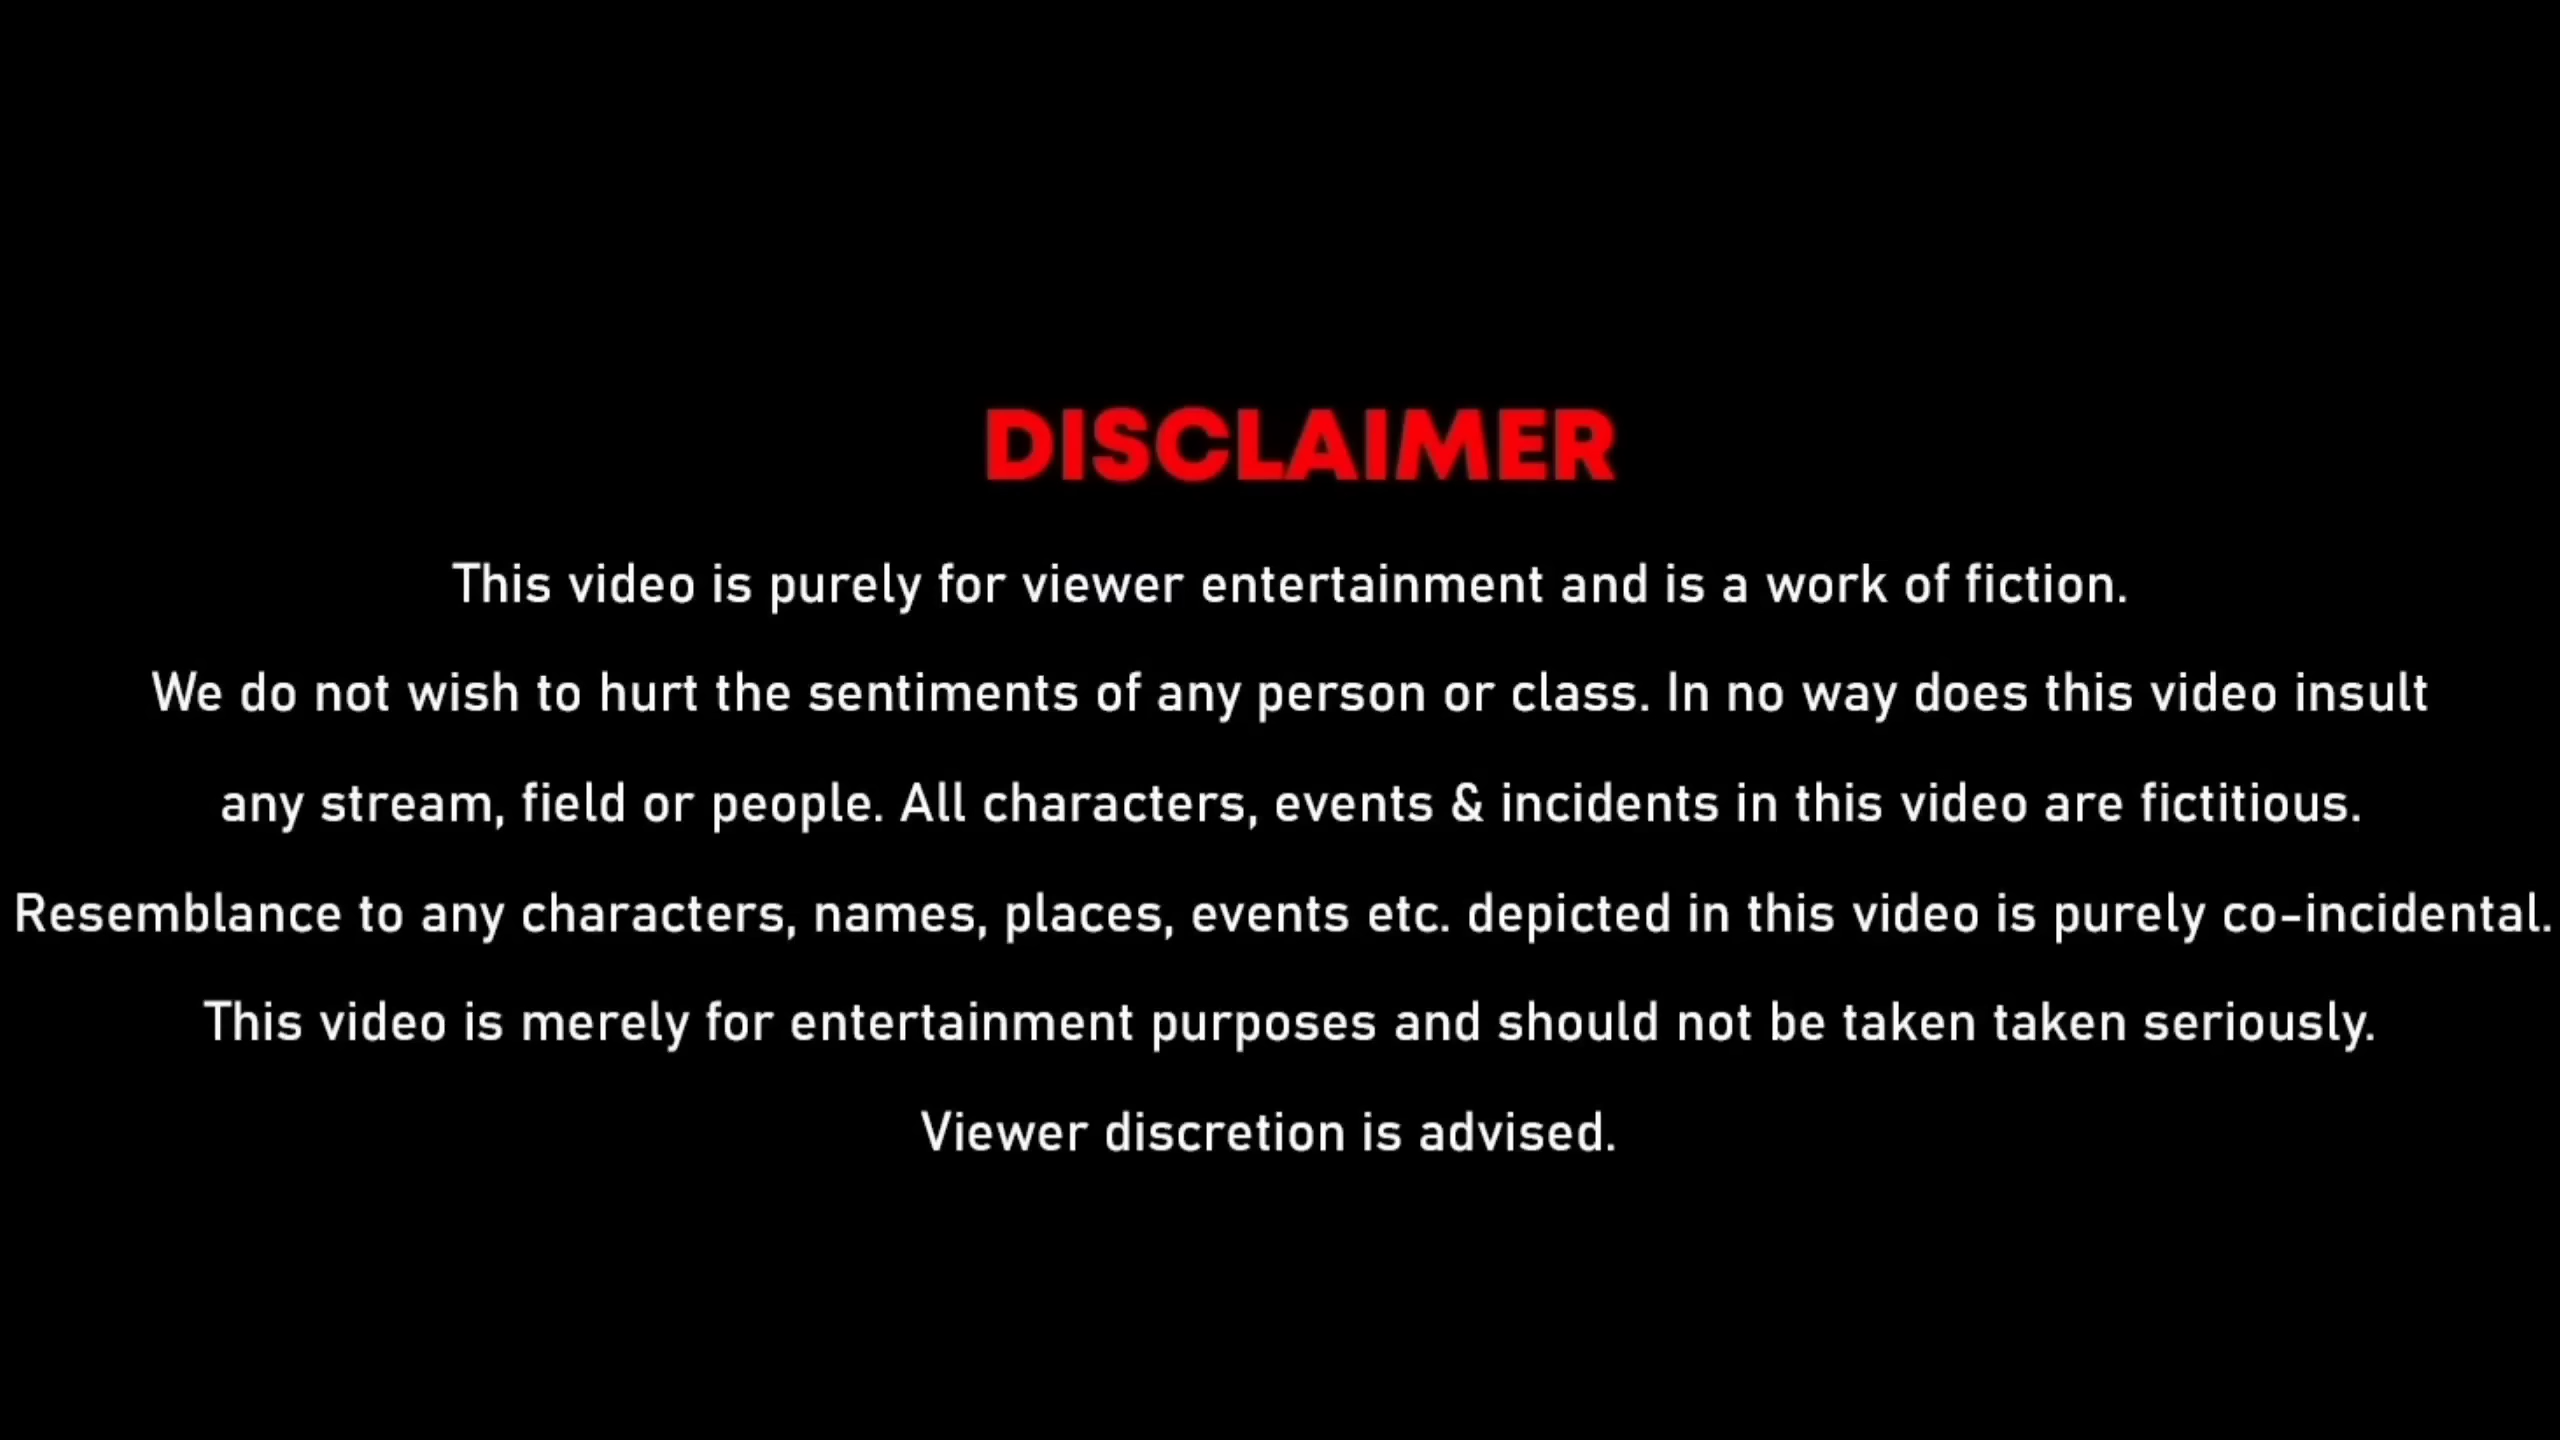 DISCLAIMER
This video is purely for viewer entertainment and is a work of fiction.
We do not wish to hurt the sentiments of any person or class. In no way does this video insult
any stream, field or people. All characters, events & incidents in this video are fictitious.
Resemblance to any characters, names, places, events etc. depicted in this video is purely co-incidental.
This video is merely for entertainment purposes and should not be taken taken seriously.
Viewer discretion is advised.